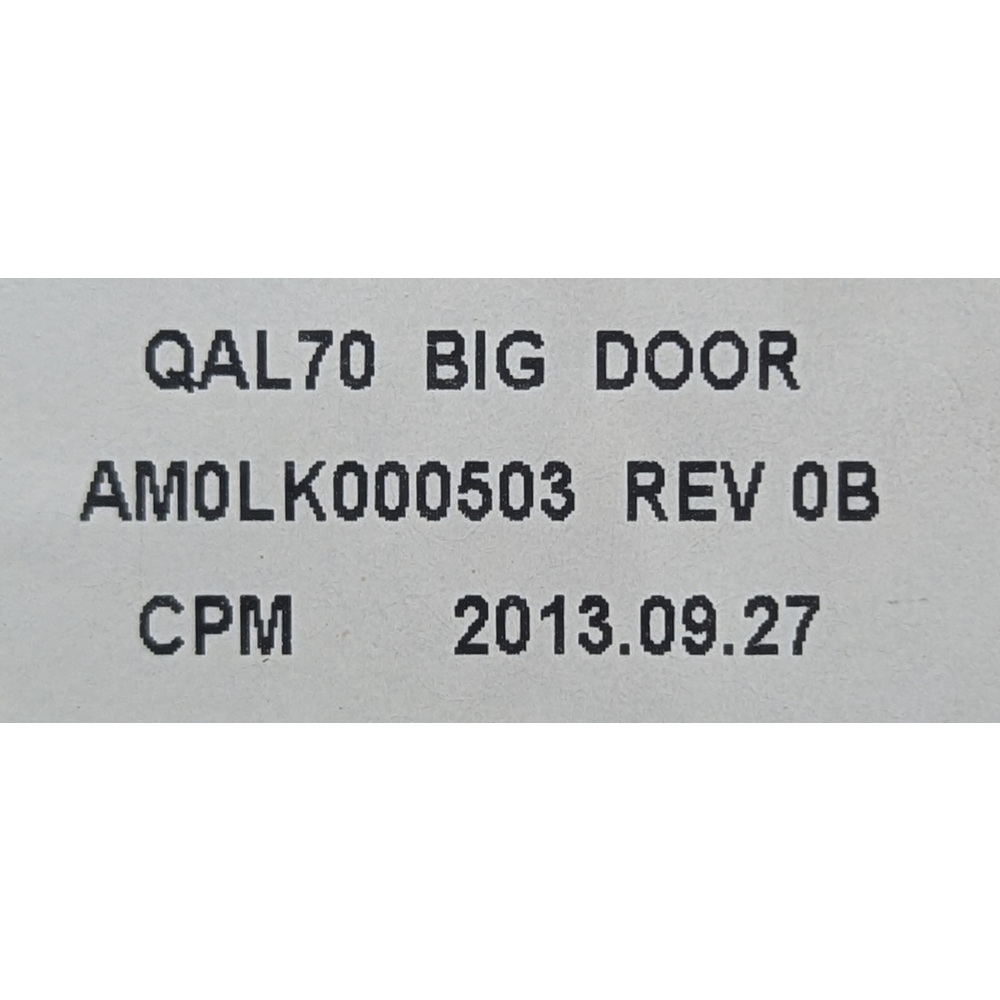 QAL70 BIG DOOR
AM0LK000503 REV 0B
CPM 2013.09.27